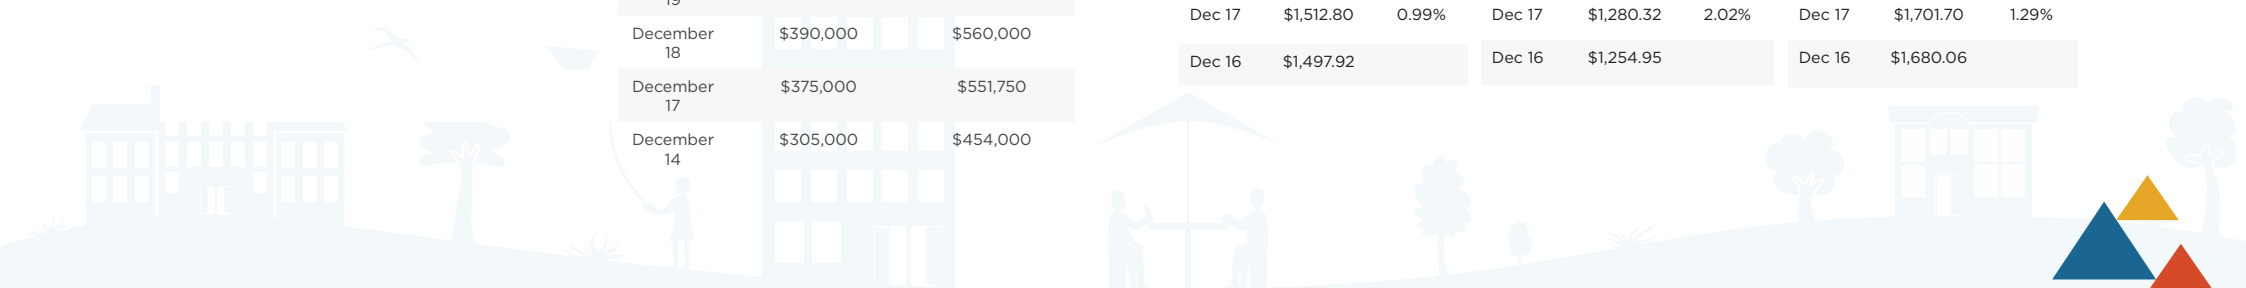 19
December $390,000 $560,000
18
December $375,000 $551,750
17
December $305,000 $454,000
14
Dec 17 $1,512.80 0.99%
Dec 16 $1,497.92
Dec 17 $1,280.32 2.02%
Dec 16 $1,254.95
Dec 17 $1,701.70 1.29%
Dec 16 $1,680.06